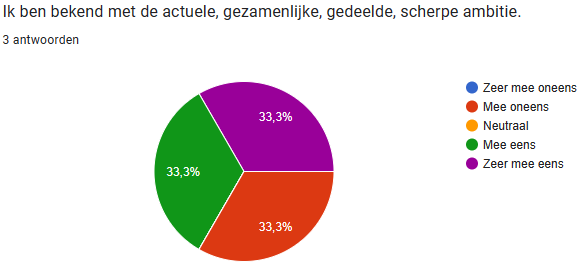 Ik ben bekend met de actuele, gezamenlijke, gedeelde, scherpe ambitie.
3 antwoorden
33,3%
33,3%
33,3%
Zeer mee oneens
Mee oneens
Neutraal
Mee eens
Zeer mee eens